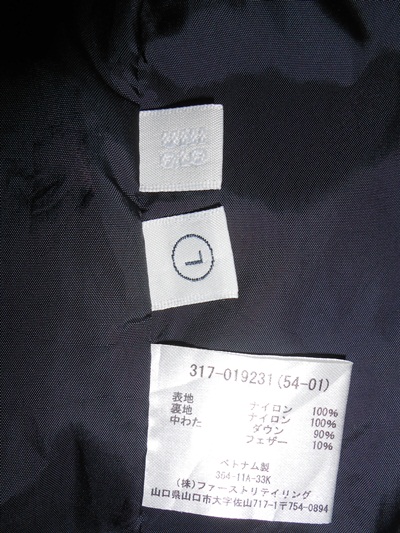 L
317-019231(54-01)
表地 ナイロン 100%
裏地 ナイロン 100%
中わた ダウン 90%
フェザー 10%
ベトナム製
364-11A-33K
(株)ファーストリテイリング
山口県山口市大字佐山717-1〒754-0894